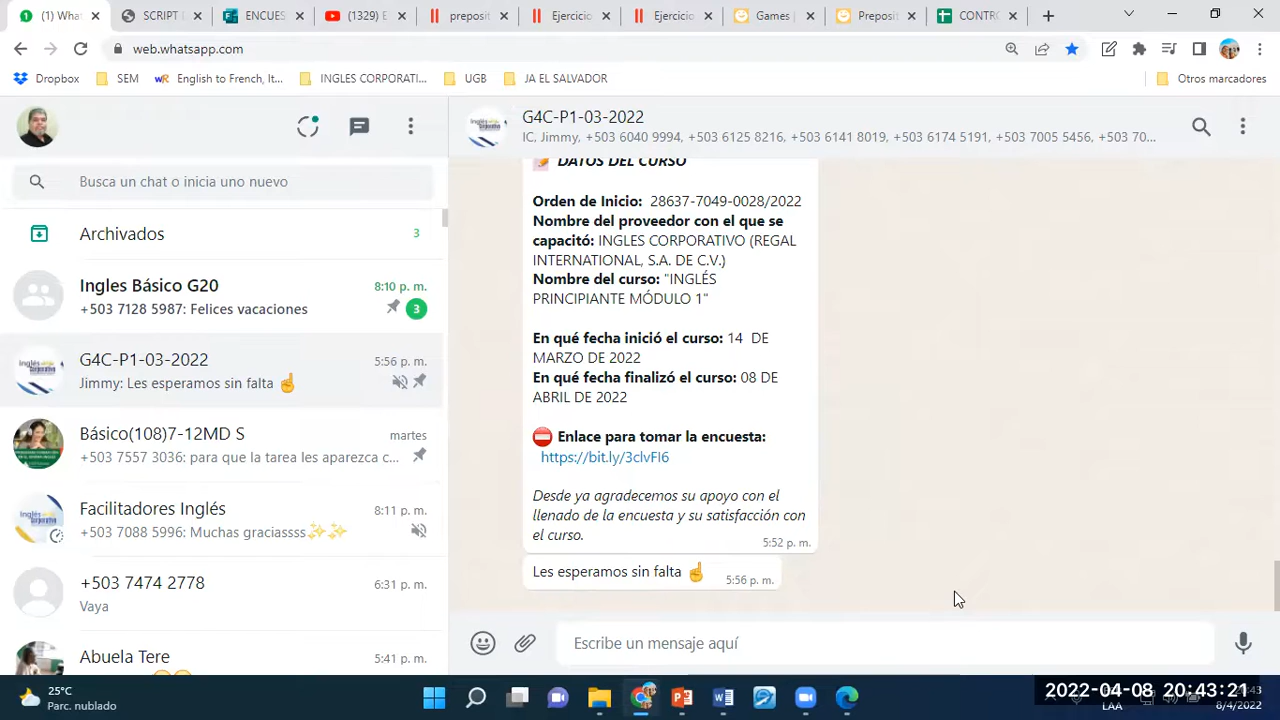 (1) What
SCRIPT
ENCUES
(1329) E
preposit
Ejercicio
Ejercicio
Games
Preposit
CONTR
web.whatsapp.com
Dropbox
SEM
English to French, It...
INGLES CORPORATI...
UGB
JA EL SALVADOR
Otros marcadores
G4C-P1-03-2022
IC, Jimmy, +503 6040 9994, +503 6125 8216, +503 6141 8019, +503 6174 5191, +503 7005 5456, +503 70...
Busca un chat o inicia uno nuevo
Archivados
3
Ingles Básico G20
8:10 p. m.
+503 7128 5987: Felices vacaciones
3
G4C-P1-03-2022
5:56 p. m.
Jimmy: Les esperamos sin falta ☝
Básico(108)7-12MD S
martes
+503 7557 3036: para que la tarea les aparezca c...
Facilitadores Inglés
8:11 p. m.
+503 7088 5996: Muchas graciassss✨✨
+503 7474 2778
6:31 p. m.
Vaya
Abuela Tere
5:41 p. m.
DATOS DEL CURSO
Orden de Inicio: 28637-7049-0028/2022
Nombre del proveedor con el que se
capacitó: INGLES CORPORATIVO (REGAL
INTERNATIONAL, S.A. DE C.V.)
Nombre del curso: "INGLÉS
PRINCIPIANTE MÓDULO 1"
En qué fecha inició el curso: 14 DE
MARZO DE 2022
En qué fecha finalizó el curso: 08 DE
ABRIL DE 2022
⛔ Enlace para tomar la encuesta:
https://bit.ly/3clvFI6
Desde ya agradecemos su apoyo con el
llenado de la encuesta y su satisfacción con
el curso.
5:52 p. m.
Les esperamos sin falta ☝
5:56 p. m.
Escribe un mensaje aquí
25°C
Parc. nublado
2022-04-08 20:43:21
LAA
8/4/2022